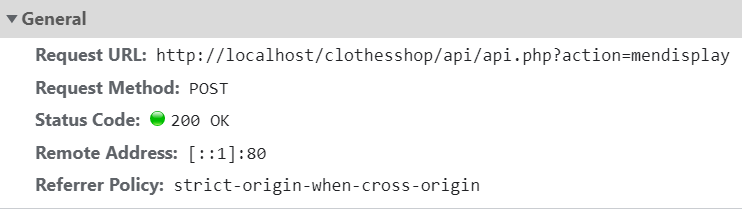 General
Request URL: http://localhost/clothesshop/api/api.php?action=mendisplay
Request Method: POST
Status Code: 200 OK
Remote Address: [::1]:80
Referrer Policy: strict-origin-when-cross-origin